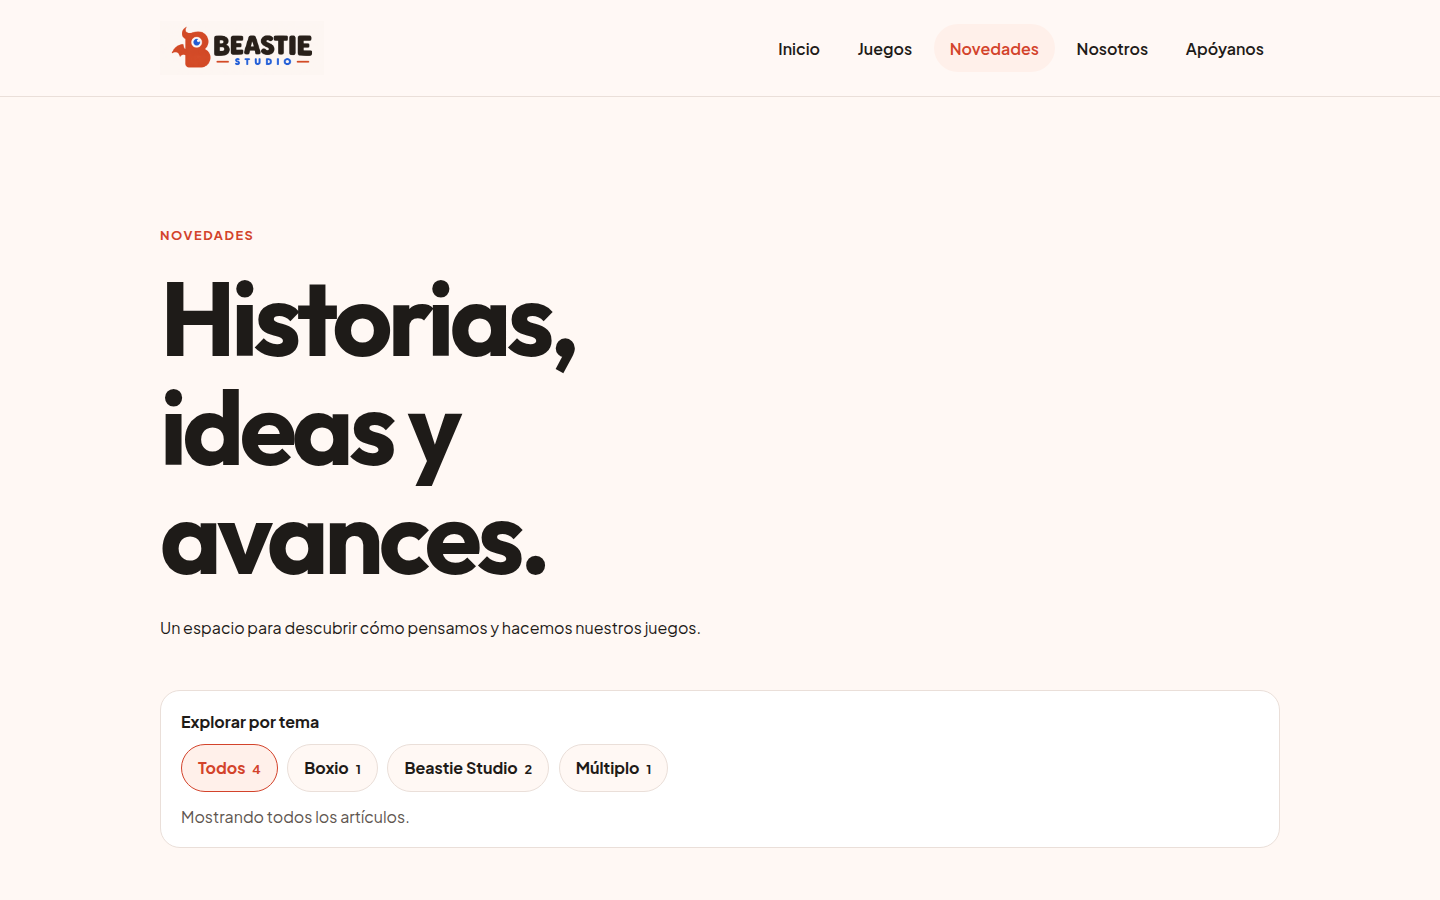 BEASTIE
STUDIO
Inicio
Juegos
Novedades
Nosotros
Apóyanos
NOVEDADES
Historias,
ideas y
avances.
Un espacio para descubrir cómo pensamos y hacemos nuestros juegos.
Explorar por tema
Todos 4
Boxio 1
Beastie Studio 2
Múltiplo 1
Mostrando todos los artículos.